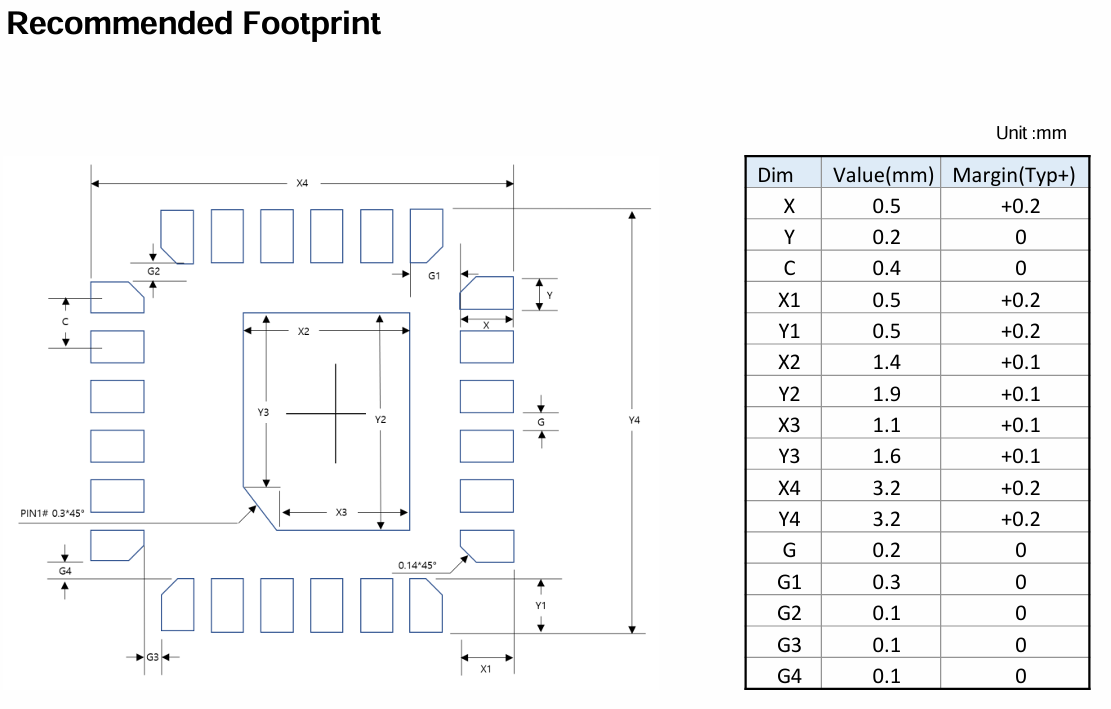 Recommended Footprint
Unit :mm
X4
G2
G1
C
Y
X
X2
Y3
Y2
G
Y4
X3
PIN1# 0.3*45°
G4
0.14*45°
Y1
G3
X1
Dim Value(mm) Margin(Typ+)
X 0.5 +0.2
Y 0.2 0
C 0.4 0
X1 0.5 +0.2
Y1 0.5 +0.2
X2 1.4 +0.1
Y2 1.9 +0.1
X3 1.1 +0.1
Y3 1.6 +0.1
X4 3.2 +0.2
Y4 3.2 +0.2
G 0.2 0
G1 0.3 0
G2 0.1 0
G3 0.1 0
G4 0.1 0